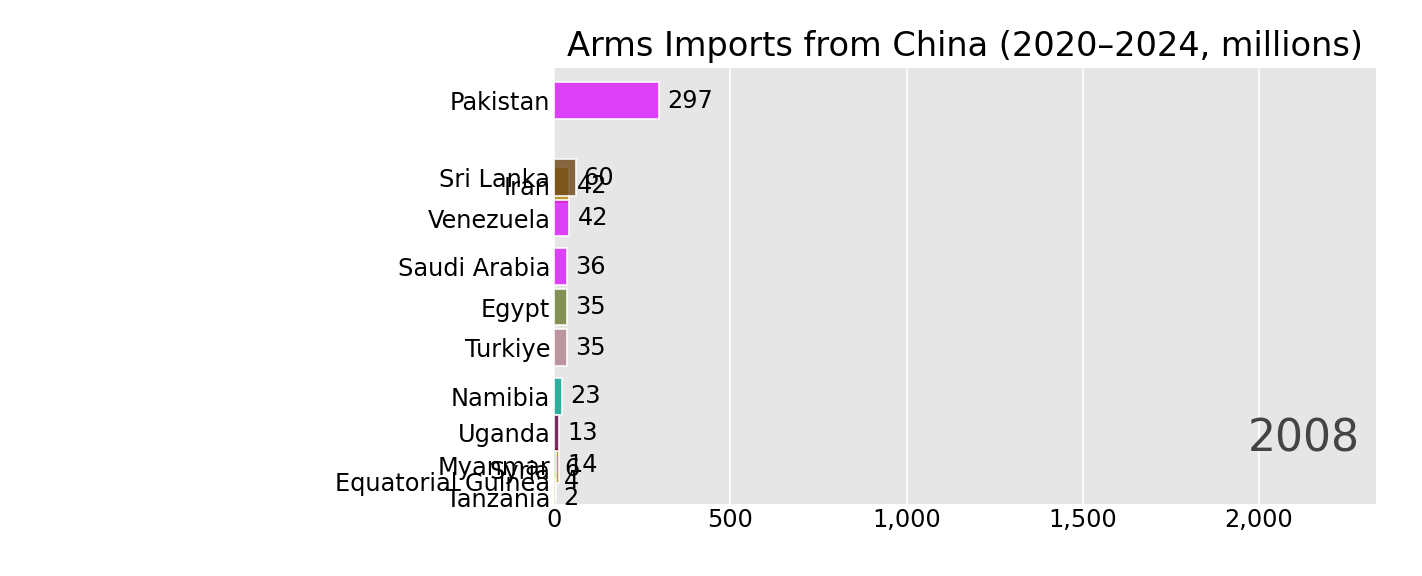 Arms Imports from China (2020–2024, millions)
Pakistan 297
Sri Lanka 60
Iran 42
Venezuela 42
Saudi Arabia 36
Egypt 35
Turkiye 35
Namibia 23
Uganda 13
Myanmar 14
Syria 6
Equatorial Guinea 4
Tanzania 2
2008
0 500 1,000 1,500 2,000